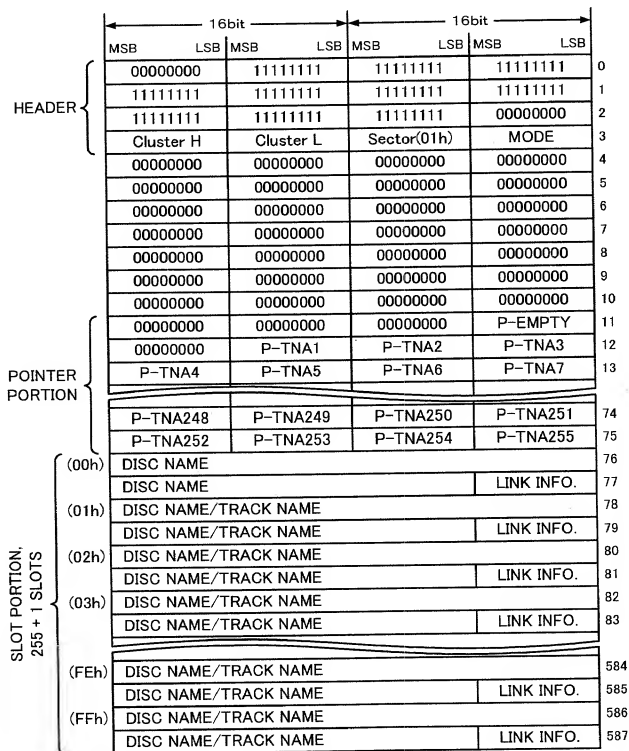 16bit 16bit
MSB LSB MSB LSB MSB LSB MSB LSB
HEADER
00000000 11111111 11111111 11111111 0
11111111 11111111 11111111 11111111 1
11111111 11111111 11111111 00000000 2
Cluster H Cluster L Sector(01h) MODE 3
00000000 00000000 00000000 00000000 4
00000000 00000000 00000000 00000000 5
00000000 00000000 00000000 00000000 6
00000000 00000000 00000000 00000000 7
00000000 00000000 00000000 00000000 8
00000000 00000000 00000000 00000000 9
00000000 00000000 00000000 00000000 10
POINTER PORTION
00000000 00000000 00000000 P-EMPTY 11
00000000 P-TNA1 P-TNA2 P-TNA3 12
P-TNA4 P-TNA5 P-TNA6 P-TNA7 13
P-TNA248 P-TNA249 P-TNA250 P-TNA251 74
P-TNA252 P-TNA253 P-TNA254 P-TNA255 75
SLOT PORTION,
255 + 1 SLOTS
(00h) DISC NAME 76
DISC NAME LINK INFO. 77
(01h) DISC NAME/TRACK NAME 78
DISC NAME/TRACK NAME LINK INFO. 79
(02h) DISC NAME/TRACK NAME 80
DISC NAME/TRACK NAME LINK INFO. 81
(03h) DISC NAME/TRACK NAME 82
DISC NAME/TRACK NAME LINK INFO. 83
(FEh) DISC NAME/TRACK NAME 584
DISC NAME/TRACK NAME LINK INFO. 585
(FFh) DISC NAME/TRACK NAME 586
DISC NAME/TRACK NAME LINK INFO. 587